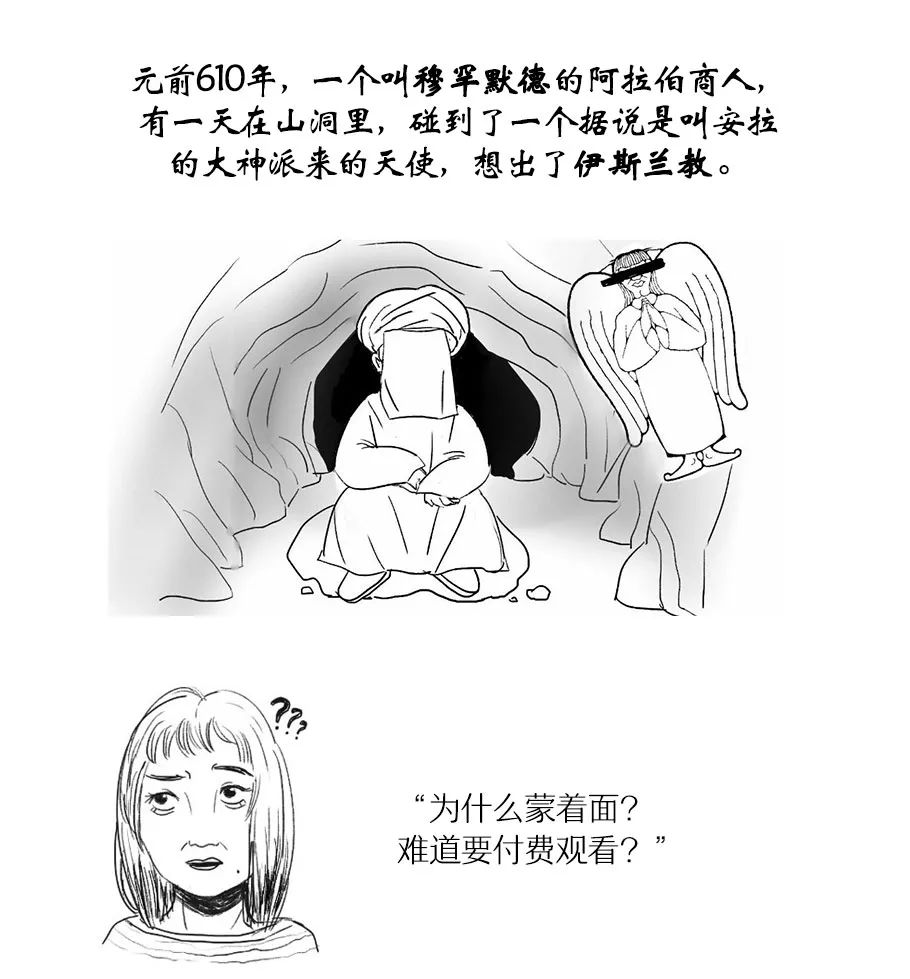 元前610年，一个叫穆罕默德的阿拉伯商人，
有一天在山洞里，碰到了一个据说是叫安拉
的大神派来的天使，想出了伊斯兰教。
???
“为什么蒙着面？
难道要付费观看？”